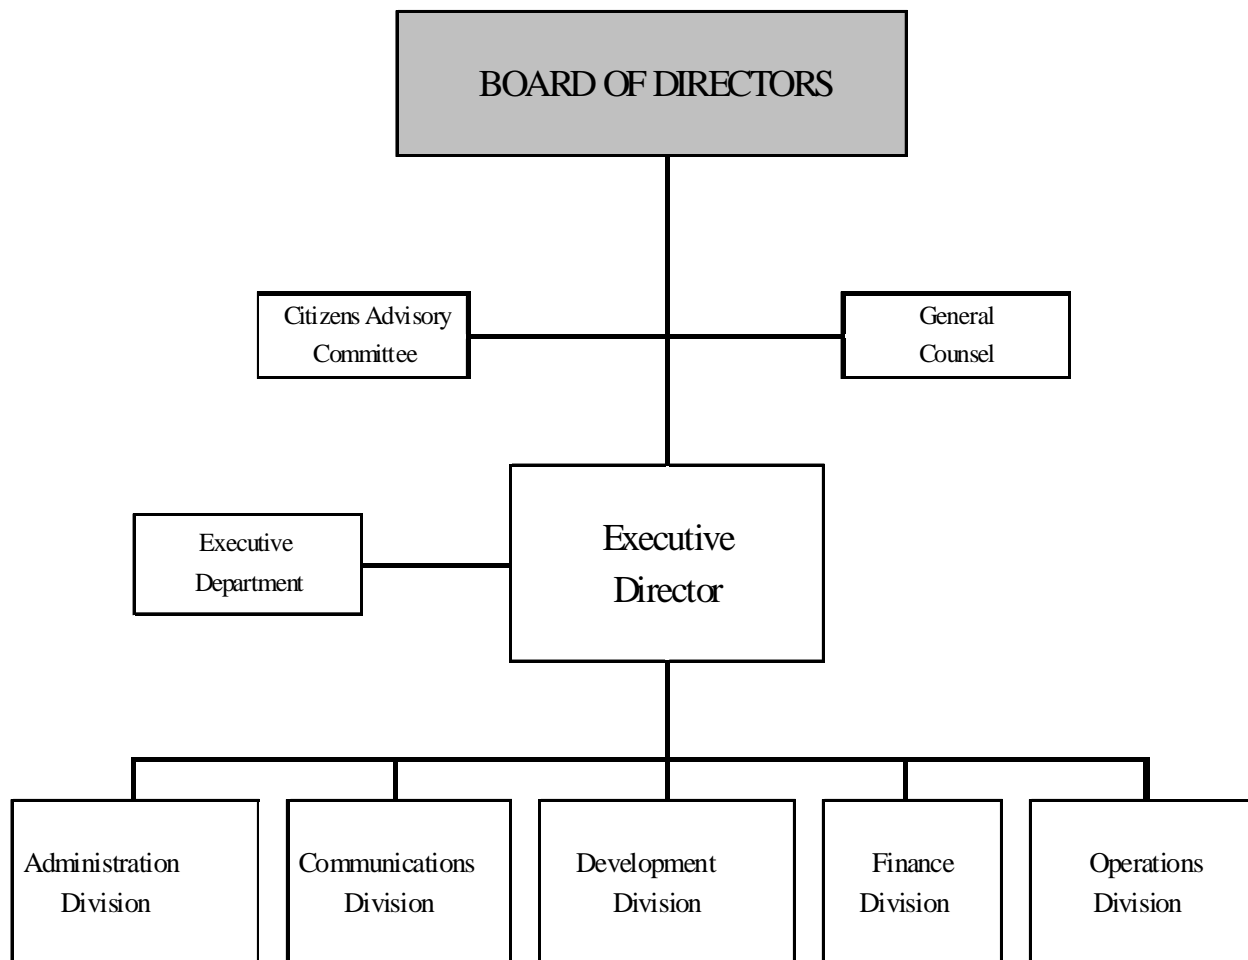 BOARD OF DIRECTORS
Citizens Advisory
Committee
General
Counsel
Executive
Department
Executive
Director
Administration
Division
Communications
Division
Development
Division
Finance
Division
Operations
Division